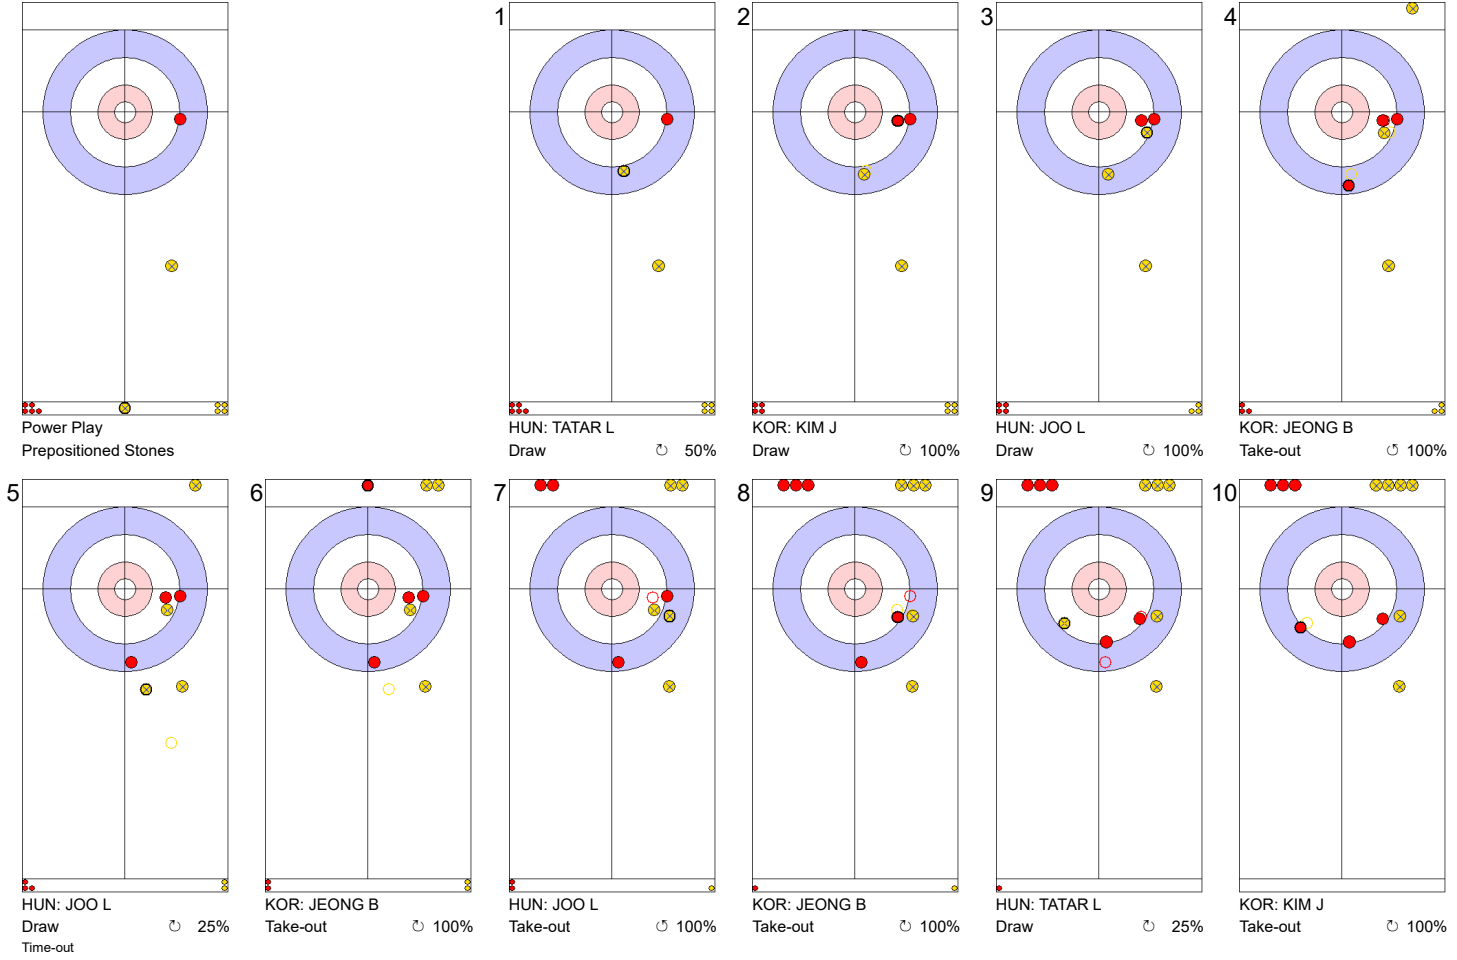 1
2
3
4
Power Play
Prepositioned Stones
HUN: TATAR L
Draw ↻ 50%
KOR: KIM J
Draw ↻ 100%
HUN: JOO L
Draw ↻ 100%
KOR: JEONG B
Take-out ↻ 100%
5
6
7
8
9
10
HUN: JOO L
Draw ↻ 25%
Time-out
KOR: JEONG B
Take-out ↻ 100%
HUN: JOO L
Take-out ↻ 100%
KOR: JEONG B
Take-out ↻ 100%
HUN: TATAR L
Draw ↻ 25%
KOR: KIM J
Take-out ↻ 100%